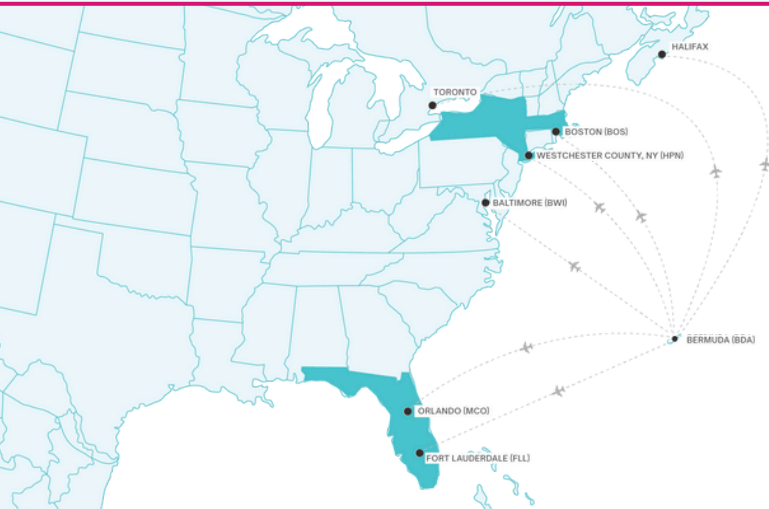 HALIFAX
TORONTO
BOSTON (BOS)
WESTCHESTER COUNTY, NY (HPN)
BALTIMORE (BWI)
BERMUDA (BDA)
ORLANDO (MCO)
FORT LAUDERDALE (FLL)